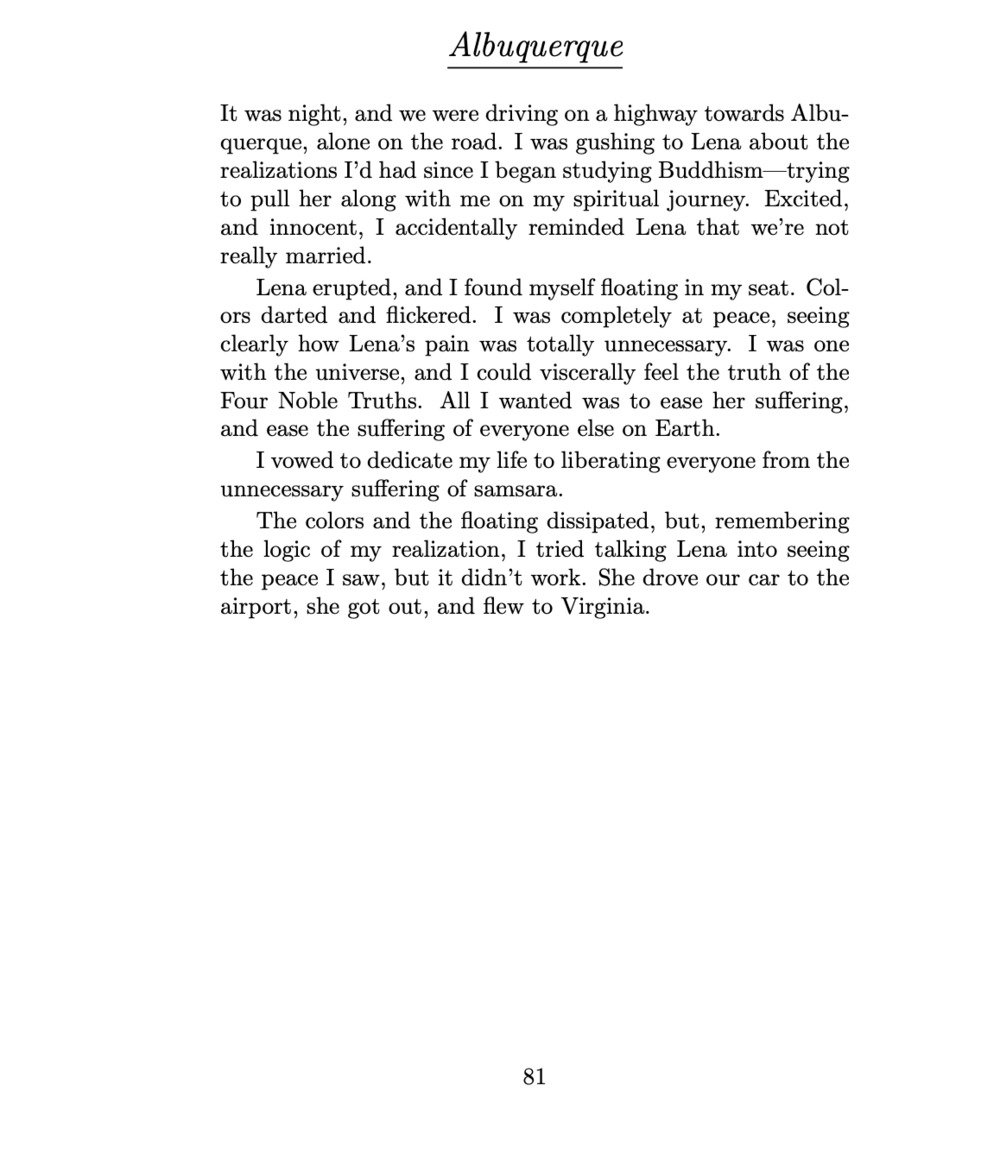 Albuquerque
It was night, and we were driving on a highway towards Albu-
querque, alone on the road. I was gushing to Lena about the
realizations I’d had since I began studying Buddhism—trying
to pull her along with me on my spiritual journey. Excited,
and innocent, I accidentally reminded Lena that we’re not
really married.
Lena erupted, and I found myself floating in my seat. Col-
ors darted and flickered. I was completely at peace, seeing
clearly how Lena’s pain was totally unnecessary. I was one
with the universe, and I could viscerally feel the truth of the
Four Noble Truths. All I wanted was to ease her suffering,
and ease the suffering of everyone else on Earth.
I vowed to dedicate my life to liberating everyone from the
unnecessary suffering of samsara.
The colors and the floating dissipated, but, remembering
the logic of my realization, I tried talking Lena into seeing
the peace I saw, but it didn’t work. She drove our car to the
airport, she got out, and flew to Virginia.
81